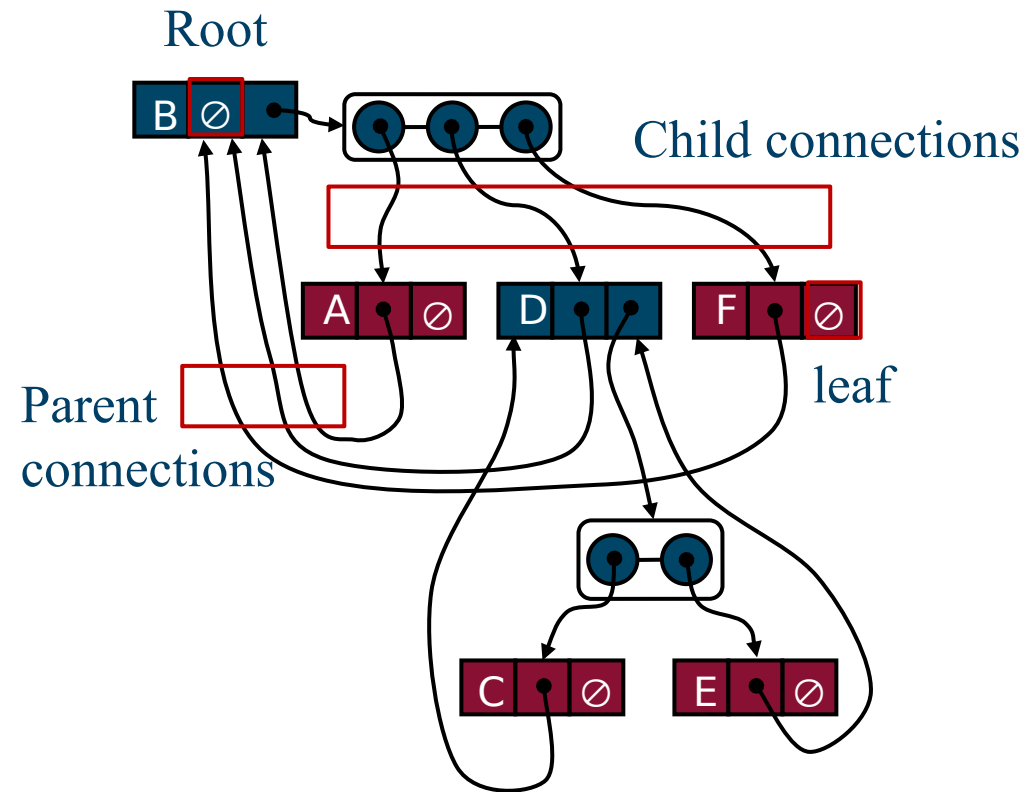 Root
B ∅
Child connections
A ∅
D
F ∅
leaf
Parent
connections
C ∅
E ∅